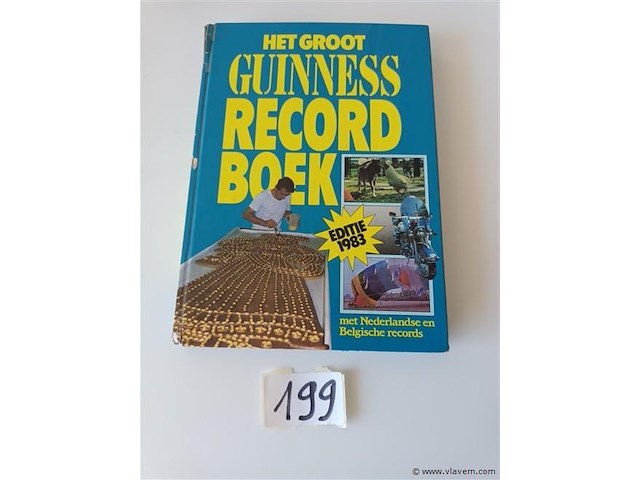 HET GROOT
GUINNESS
RECORD
BOEK
EDITIE
1983
met Nederlandse en
Belgische records
199
© www.vlavem.com